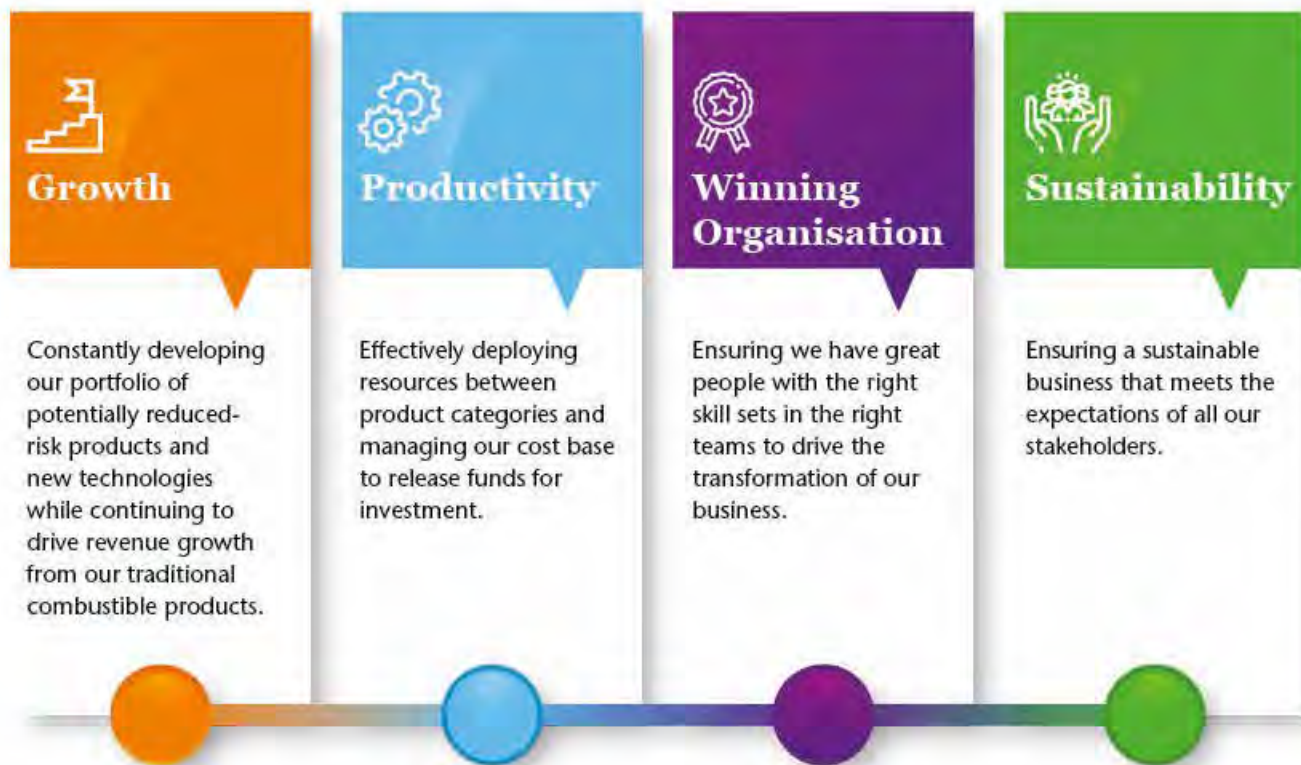 Growth
Constantly developing
our portfolio of
potentially reduced-
risk products and
new technologies
while continuing to
drive revenue growth
from our traditional
combustible products.
Productivity
Effectively deploying
resources between
product categories and
managing our cost base
to release funds for
investment.
Winning
Organisation
Ensuring we have great
people with the right
skill sets in the right
teams to drive the
transformation of our
business.
Sustainability
Ensuring a sustainable
business that meets the
expectations of all our
stakeholders.